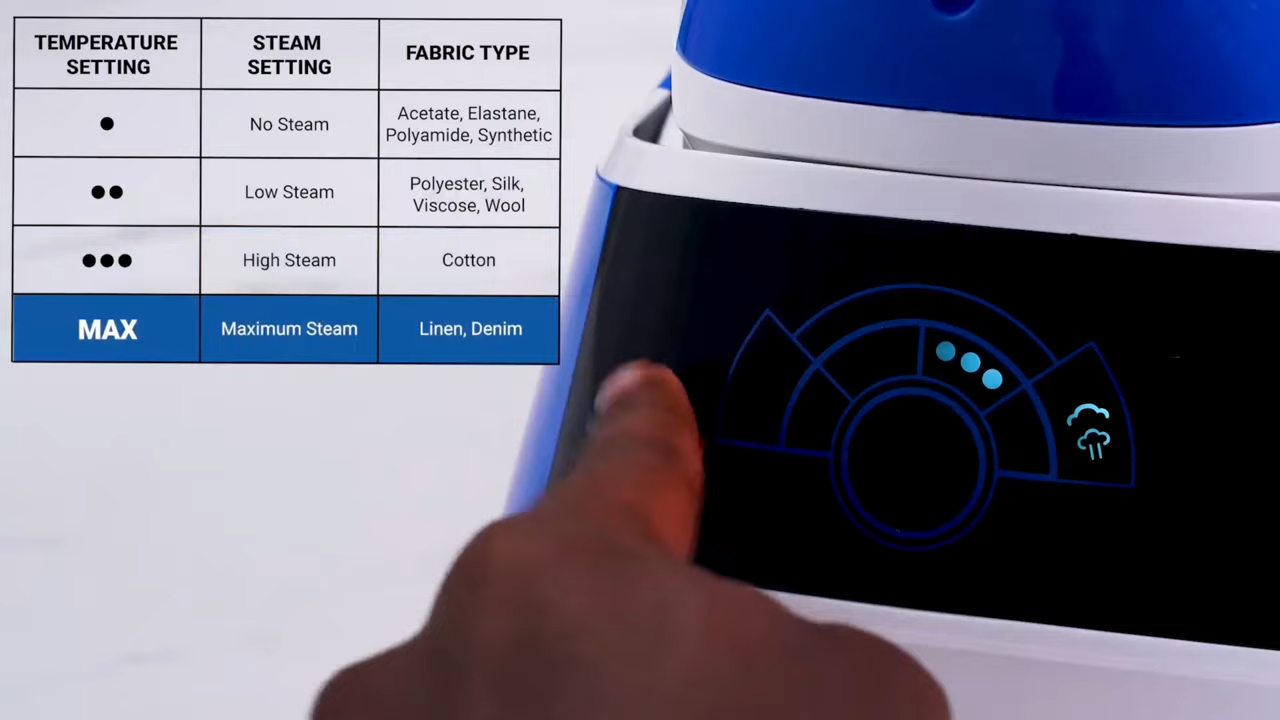 TEMPERATURE SETTING
STEAM SETTING
FABRIC TYPE
●
No Steam
Acetate, Elastane,
Polyamide, Synthetic
●●
Low Steam
Polyester, Silk,
Viscose, Wool
●●●
High Steam
Cotton
MAX
Maximum Steam
Linen, Denim